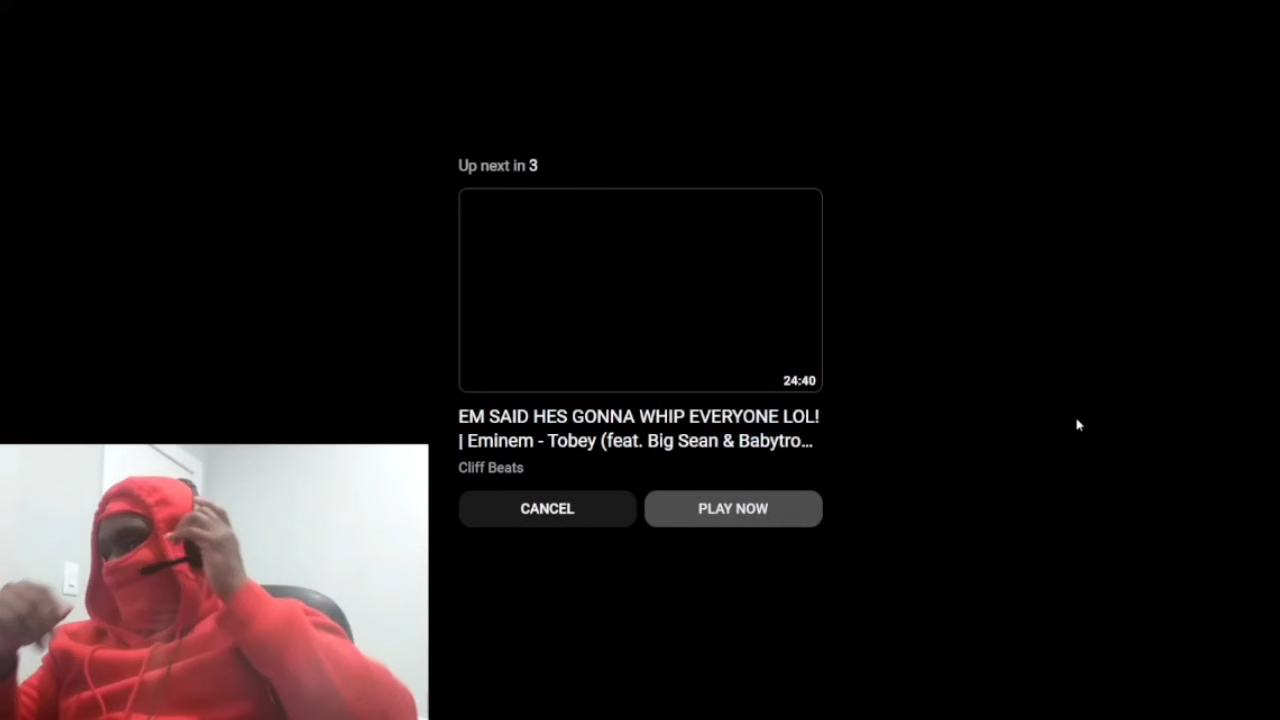 Up next in 3
24:40
EM SAID HES GONNA WHIP EVERYONE LOL!
| Eminem - Tobey (feat. Big Sean & Babytro...
Cliff Beats
CANCEL
PLAY NOW